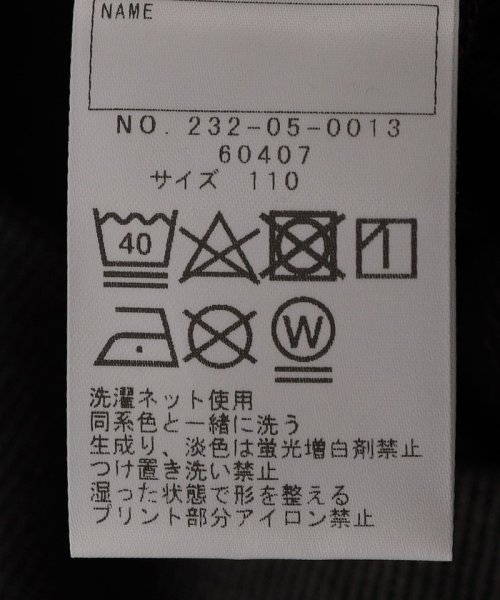 NAME
NO. 232-05-0013
60407
サイズ 110
40
W
洗濯ネット使用
同系色と一緒に洗う
生成り、淡色は蛍光増白剤禁止
つけ置き洗い禁止
湿った状態で形を整える
プリント部分アイロン禁止